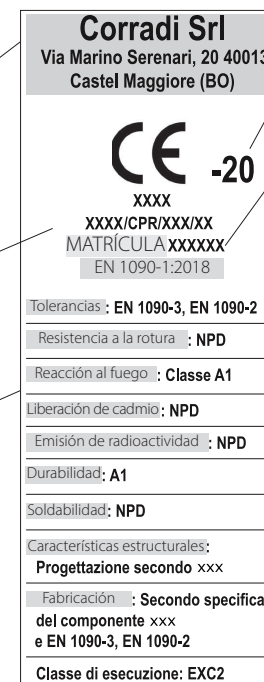 Corradi Srl
Via Marino Serenari, 20 40013
Castel Maggiore (BO)
CE -20
XXXX
XXXX/CPR/XXX/XX
MATRÍCULA XXXXXX
EN 1090-1:2018
Tolerancias : EN 1090-3, EN 1090-2
Resistencia a la rotura : NPD
Reacción al fuego : Classe A1
Liberación de cadmio : NPD
Emisión de radioactividad : NPD
Durabilidad : A1
Soldabilidad : NPD
Características estructurales :
Progettazione secondo xxx
Fabricación : Secondo specifica
del componente xxx
e EN 1090-3, EN 1090-2
Classe di esecuzione: EXC2